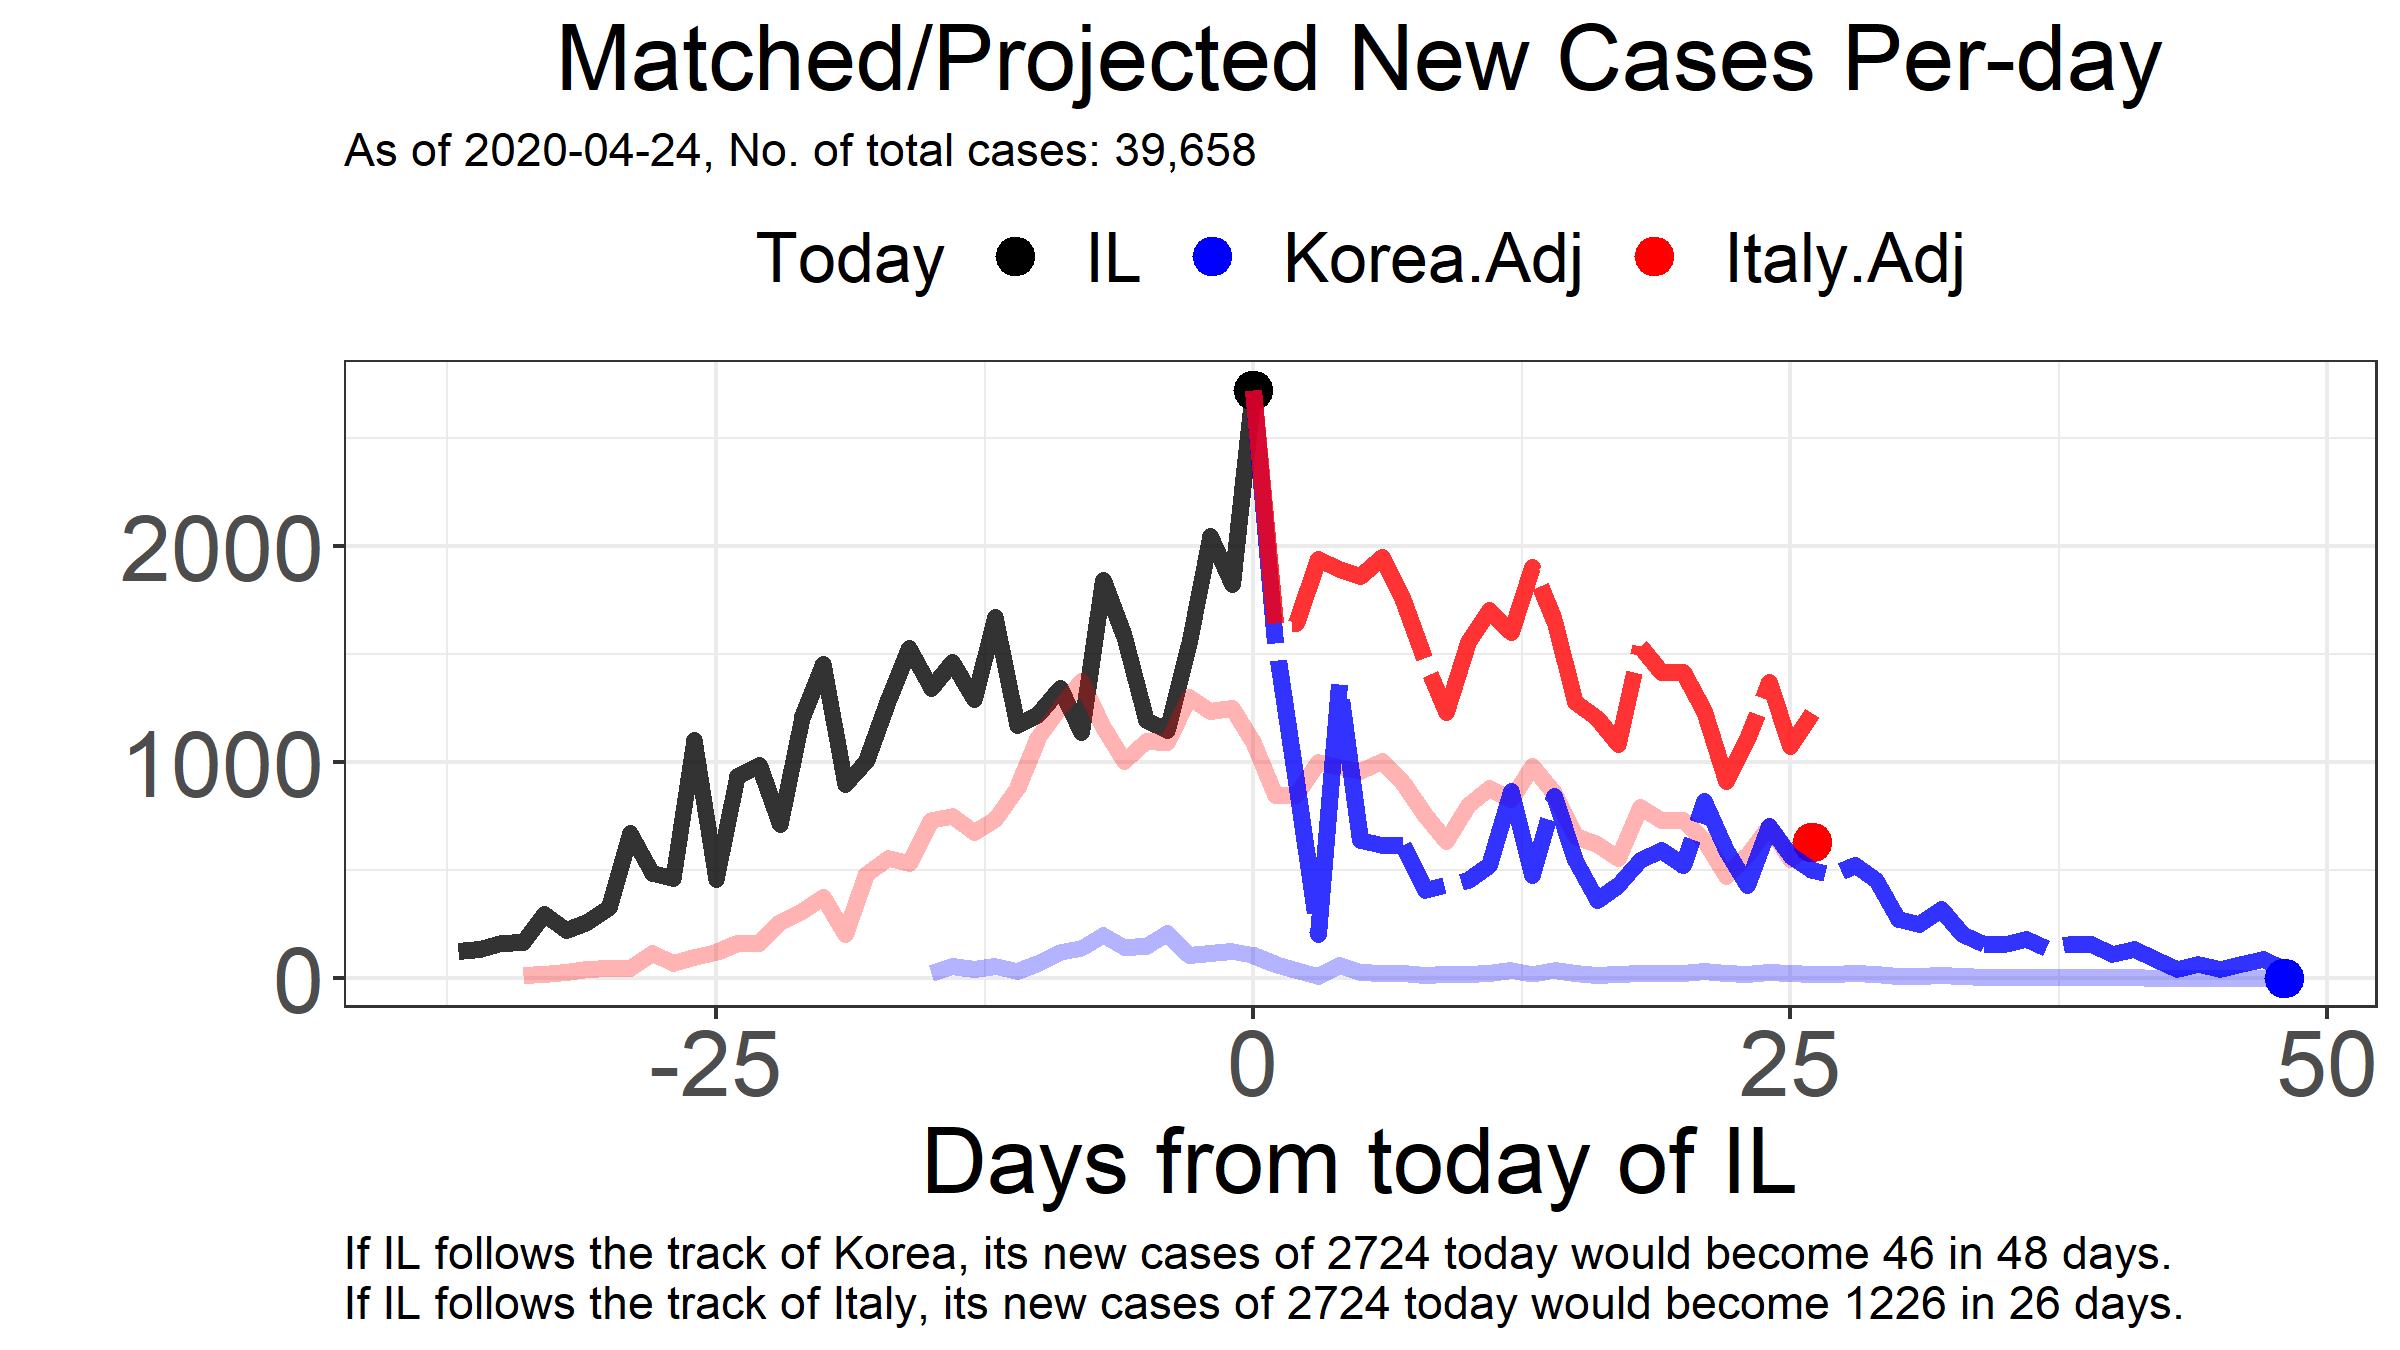 Matched/Projected New Cases Per-day
As of 2020-04-24, No. of total cases: 39,658
Today IL Korea.Adj Italy.Adj
2000
1000
0
-25 0 25 50
Days from today of IL
If IL follows the track of Korea, its new cases of 2724 today would become 46 in 48 days.
If IL follows the track of Italy, its new cases of 2724 today would become 1226 in 26 days.